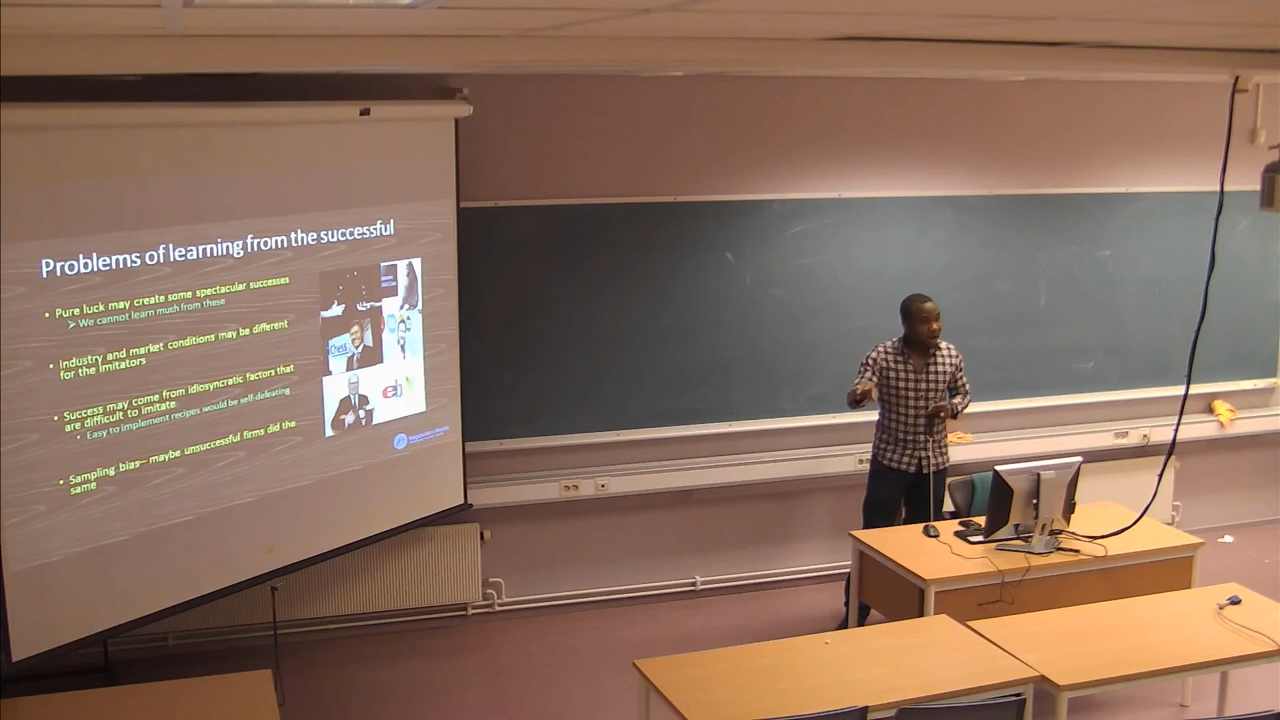 Problems of learning from the successful
• Pure luck may create some spectacular successes
➢ We cannot learn much from these
• Industry and market conditions may be different
for the imitators
• Success may come from idiosyncratic factors that
are difficult to imitate
• Easy to implement recipes would be self-defeating
• Sampling bias– maybe unsuccessful firms did the
same
Chess
eb